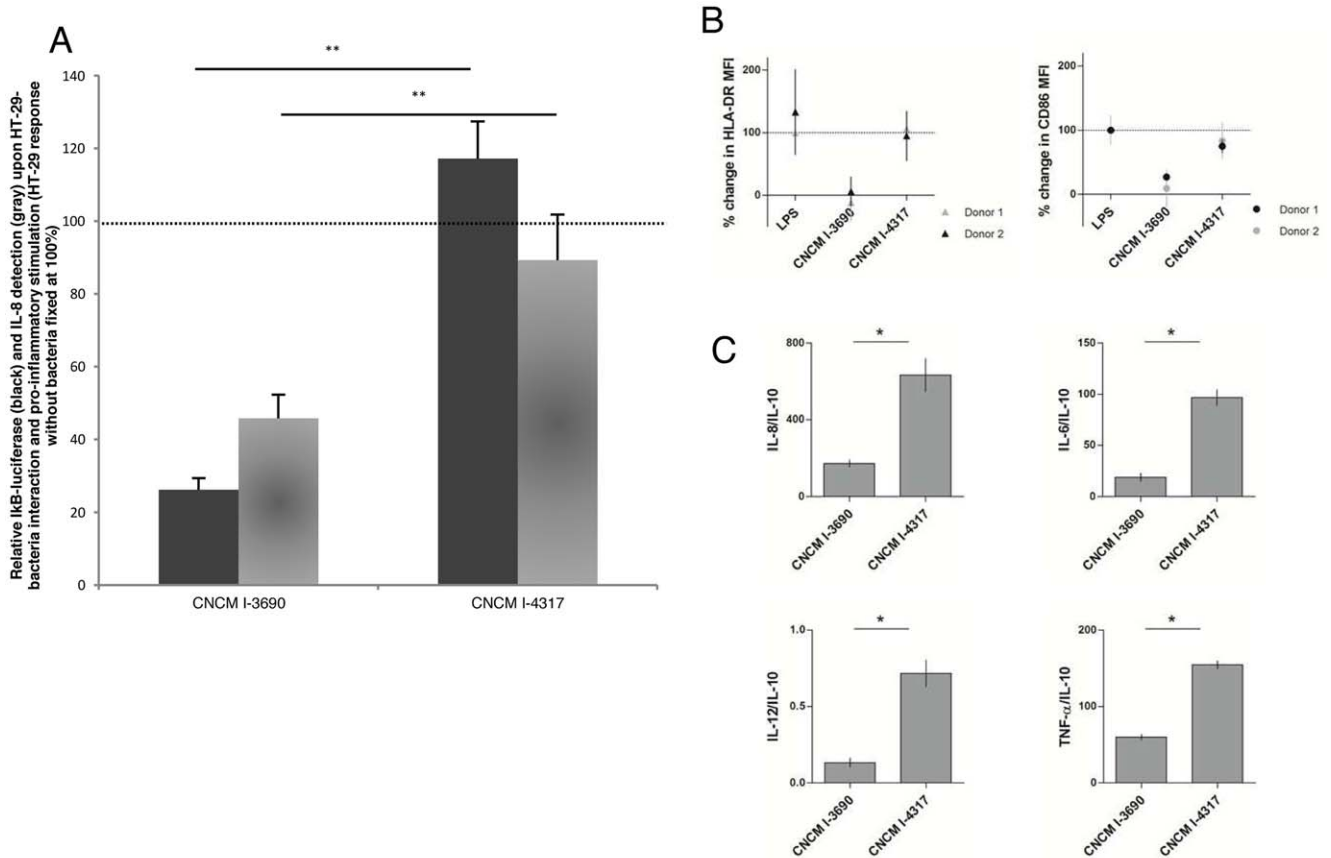 A
**
**
Relative IkB-luciferase (black) and IL-8 detection (gray) upon HT-29-
bacteria interaction and pro-inflammatory stimulation (HT-29 response
without bacteria fixed at 100%)
140
120
100
80
60
40
20
0
CNCM I-3690
CNCM I-4317
B
% change in HLA-DR MFI
200
100
0
LPS
CNCM I-3690
CNCM I-4317
Donor 1
Donor 2
% change in CD86 MFI
200
100
0
LPS
CNCM I-3690
CNCM I-4317
Donor 1
Donor 2
C
IL-8/IL-10
800
400
0
*
CNCM I-3690
CNCM I-4317
IL-6/IL-10
150
100
50
0
*
CNCM I-3690
CNCM I-4317
IL-12/IL-10
1.0
0.5
0.0
*
CNCM I-3690
CNCM I-4317
TNF-α/IL-10
200
100
0
*
CNCM I-3690
CNCM I-4317